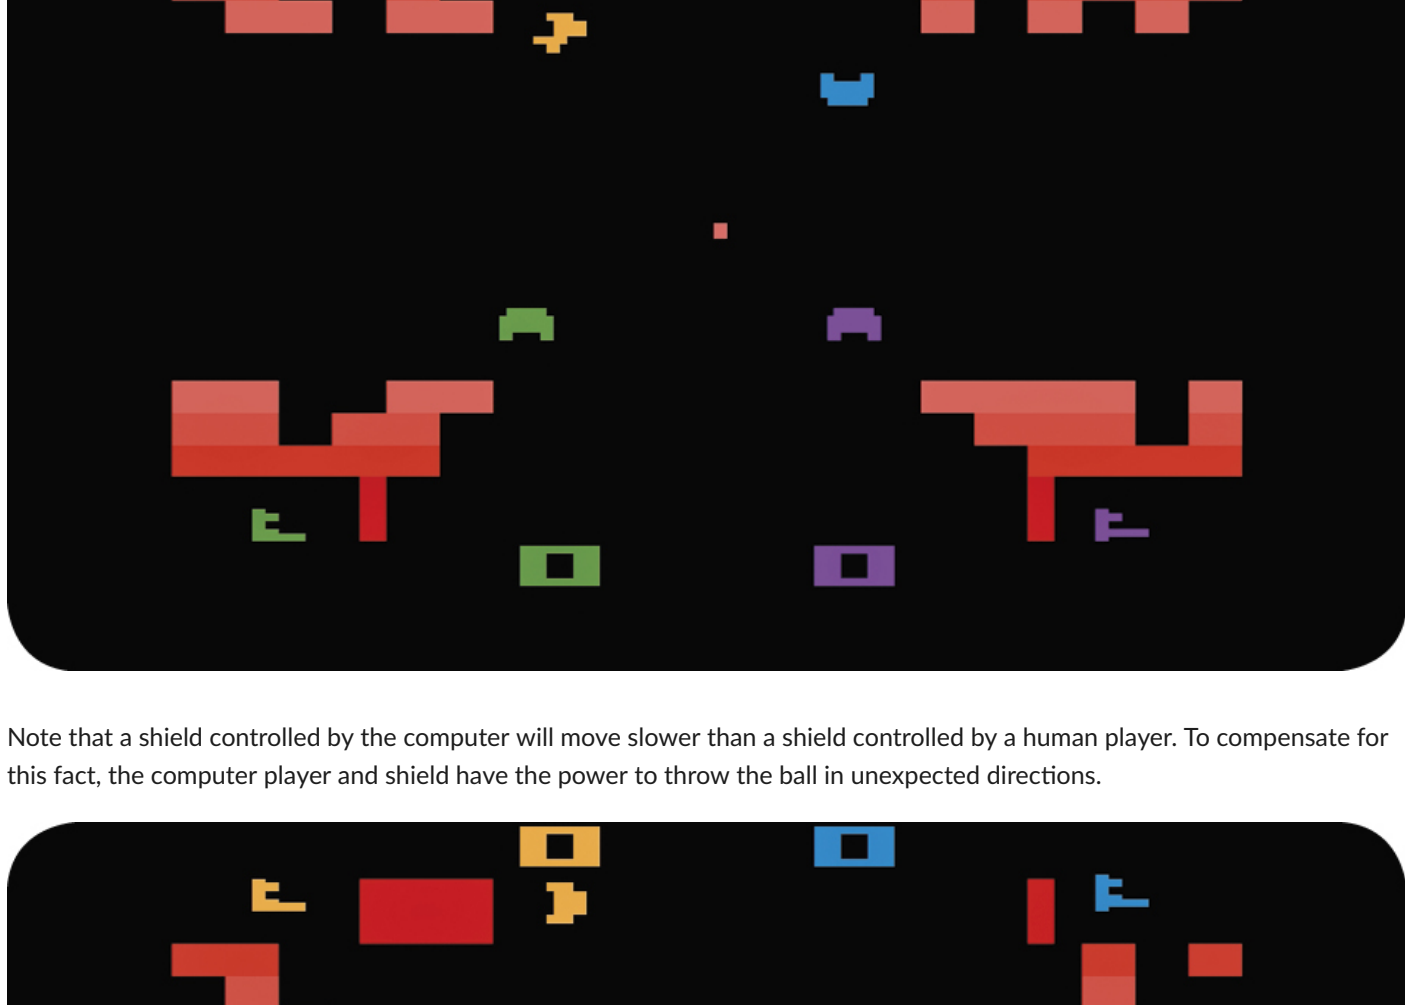 Note that a shield controlled by the computer will move slower than a shield controlled by a human player. To compensate for
this fact, the computer player and shield have the power to throw the ball in unexpected directions.